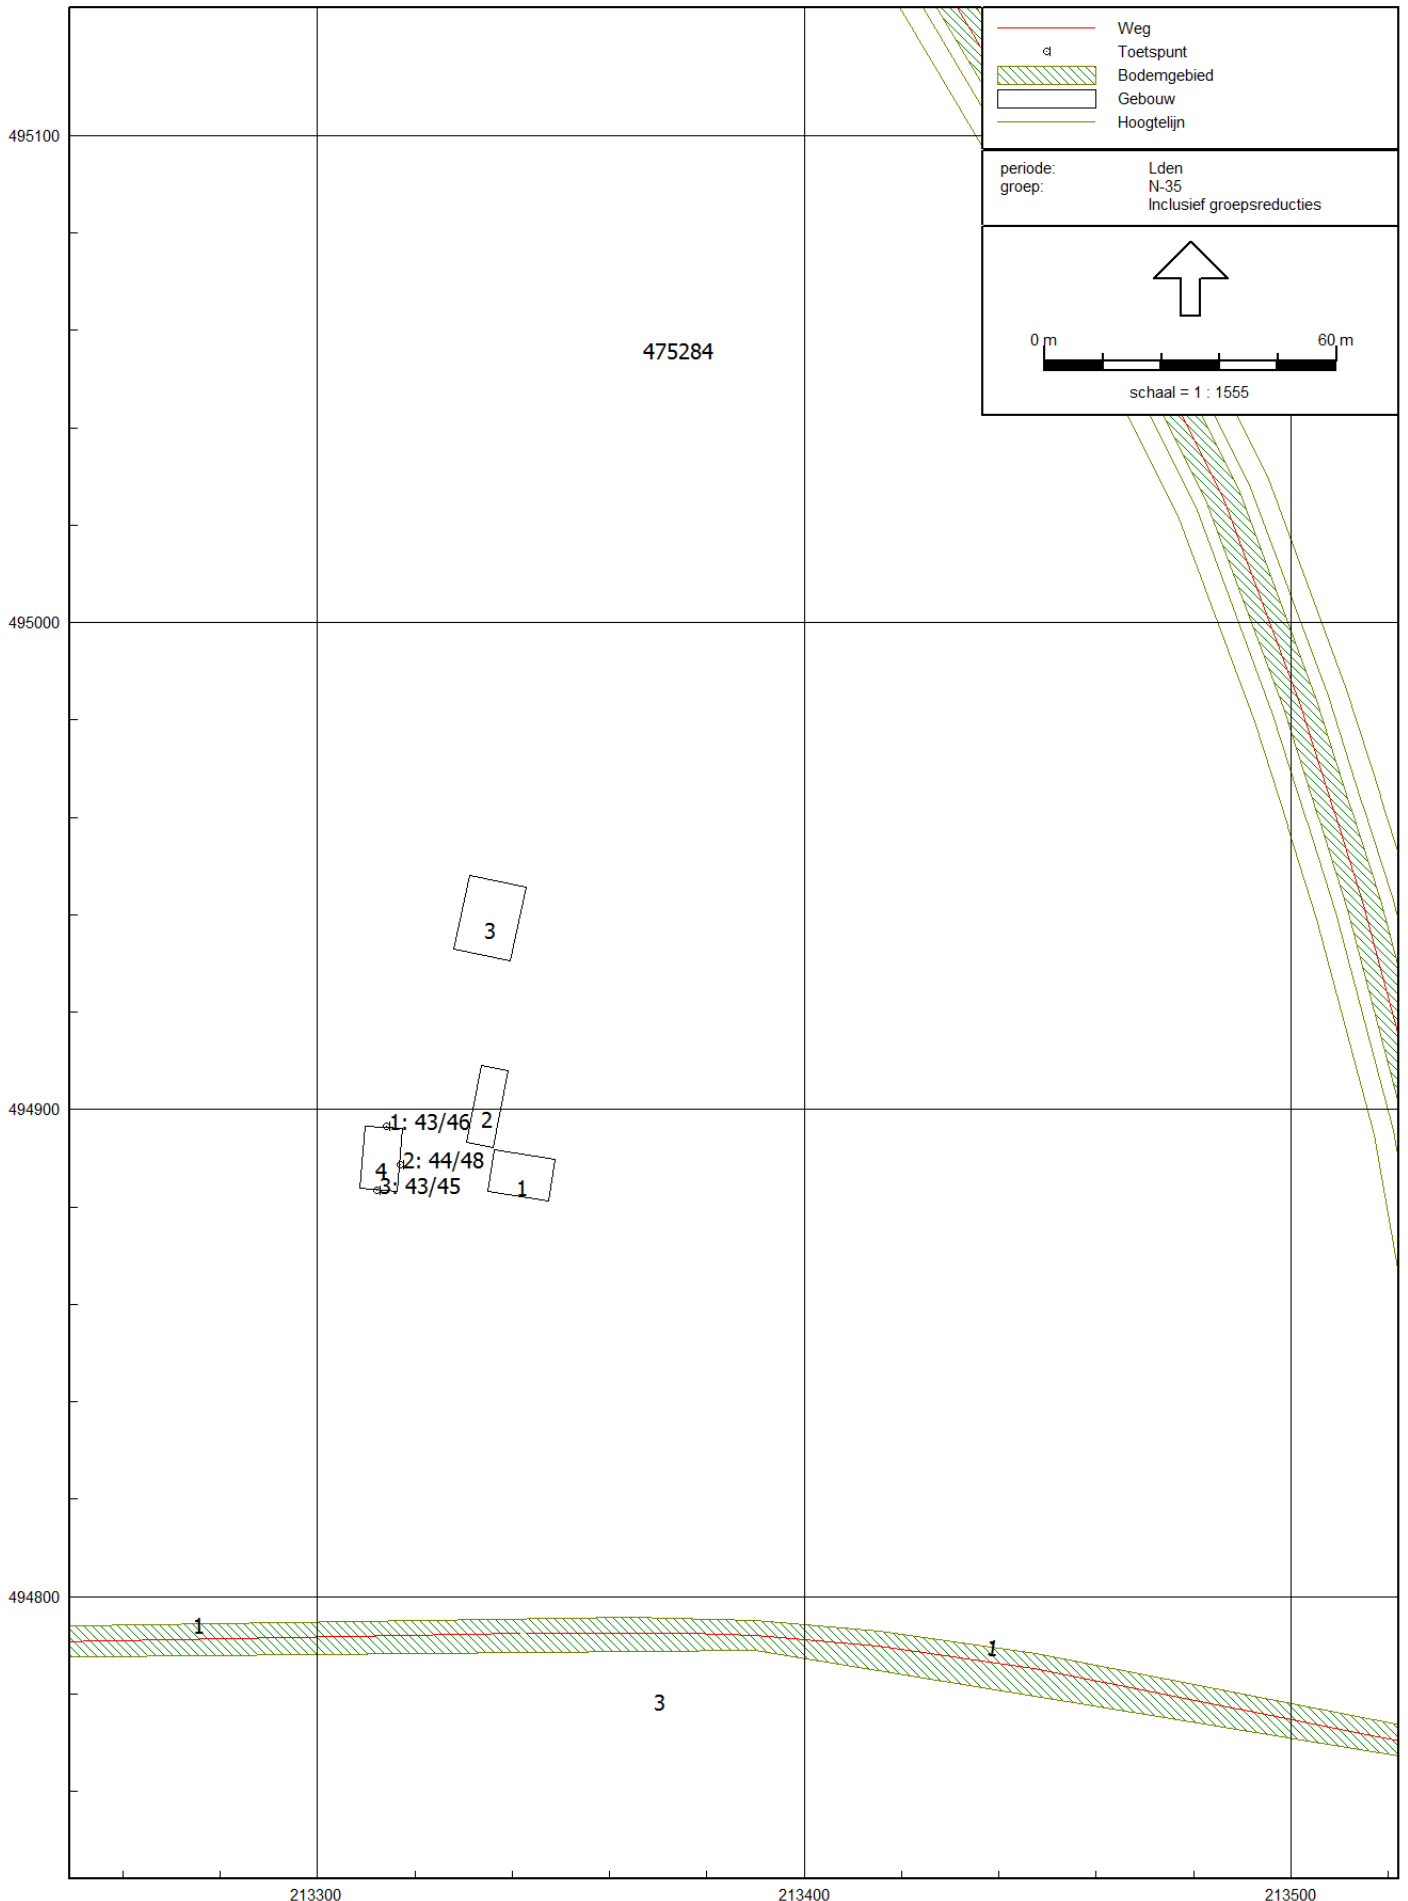 Weg
Toetspunt
Bodemgebied
Gebouw
Hoogtelijn
495100
periode: Lden
groep: N-35
Inclusief groepsreducties
0 m 60 m
475284
schaal = 1 : 1555
495000
3
494900
1: 43/46 2
2: 44/48
4
3: 43/45 1
494800
1
1
3
213300 213400 213500